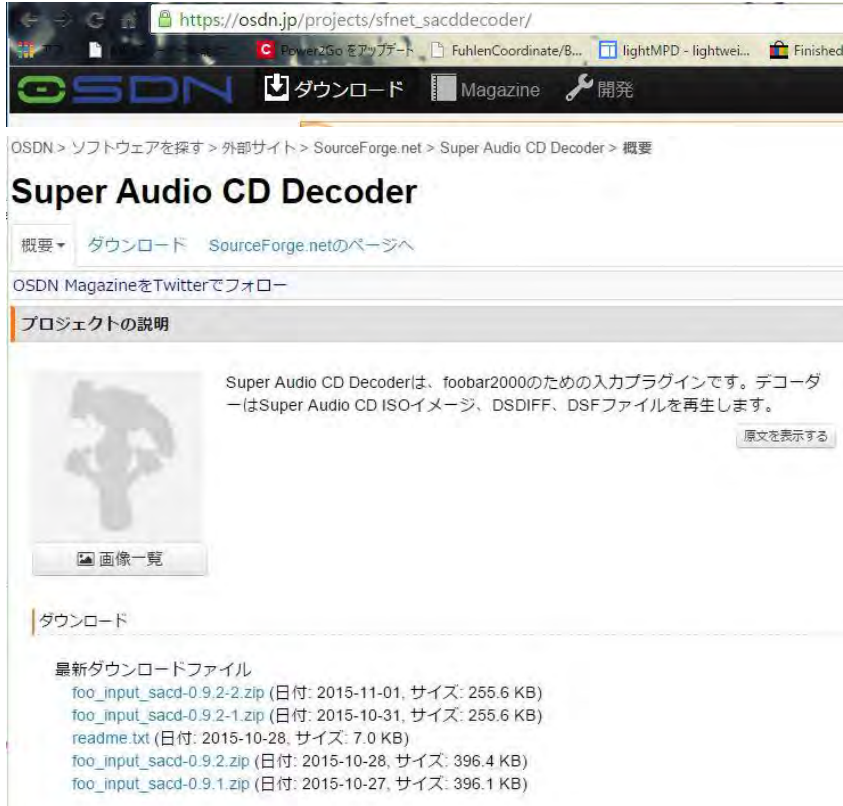 https://osdn.jp/projects/sfnet_sacddecoder/
Power2Go をアップデート FuhlenCoordinate/B... lightMPD - lightwei... Finished
OSDN ダウンロード Magazine 開発
OSDN > ソフトウェアを探す > 外部サイト > SourceForge.net > Super Audio CD Decoder > 概要
Super Audio CD Decoder
概要 ダウンロード SourceForge.netのページへ
OSDN MagazineをTwitterでフォロー
プロジェクトの説明
Super Audio CD Decoderは、foobar2000のための入力プラグインです。デコーダ
ーはSuper Audio CD ISOイメージ、DSDIFF、DSFファイルを再生します。
原文を表示する
画像一覧
ダウンロード
最新ダウンロードファイル
foo_input_sacd-0.9.2-2.zip (日付: 2015-11-01, サイズ: 255.6 KB)
foo_input_sacd-0.9.2-1.zip (日付: 2015-10-31, サイズ: 255.6 KB)
readme.txt (日付: 2015-10-28, サイズ: 7.0 KB)
foo_input_sacd-0.9.2.zip (日付: 2015-10-28, サイズ: 396.4 KB)
foo_input_sacd-0.9.1.zip (日付: 2015-10-27, サイズ: 396.1 KB)